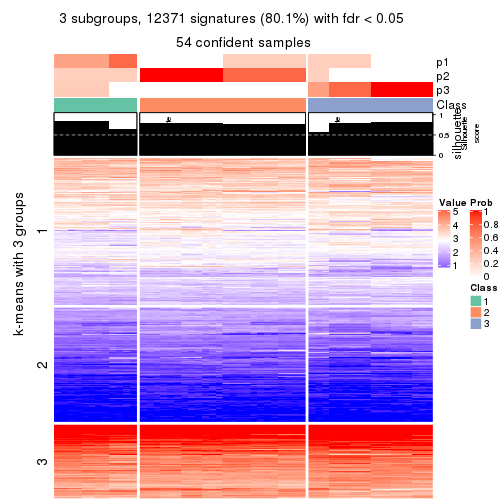 3 subgroups, 12371 signatures (80.1%) with fdr < 0.05
54 confident samples
p1
p2
p3
Class
1
0.5
0
silhouette
Silhouette
score
k-means with 3 groups
1
2
3
Value
5
4
3
2
1
Prob
1
0.8
0.6
0.4
0.2
0
Class
1
2
3